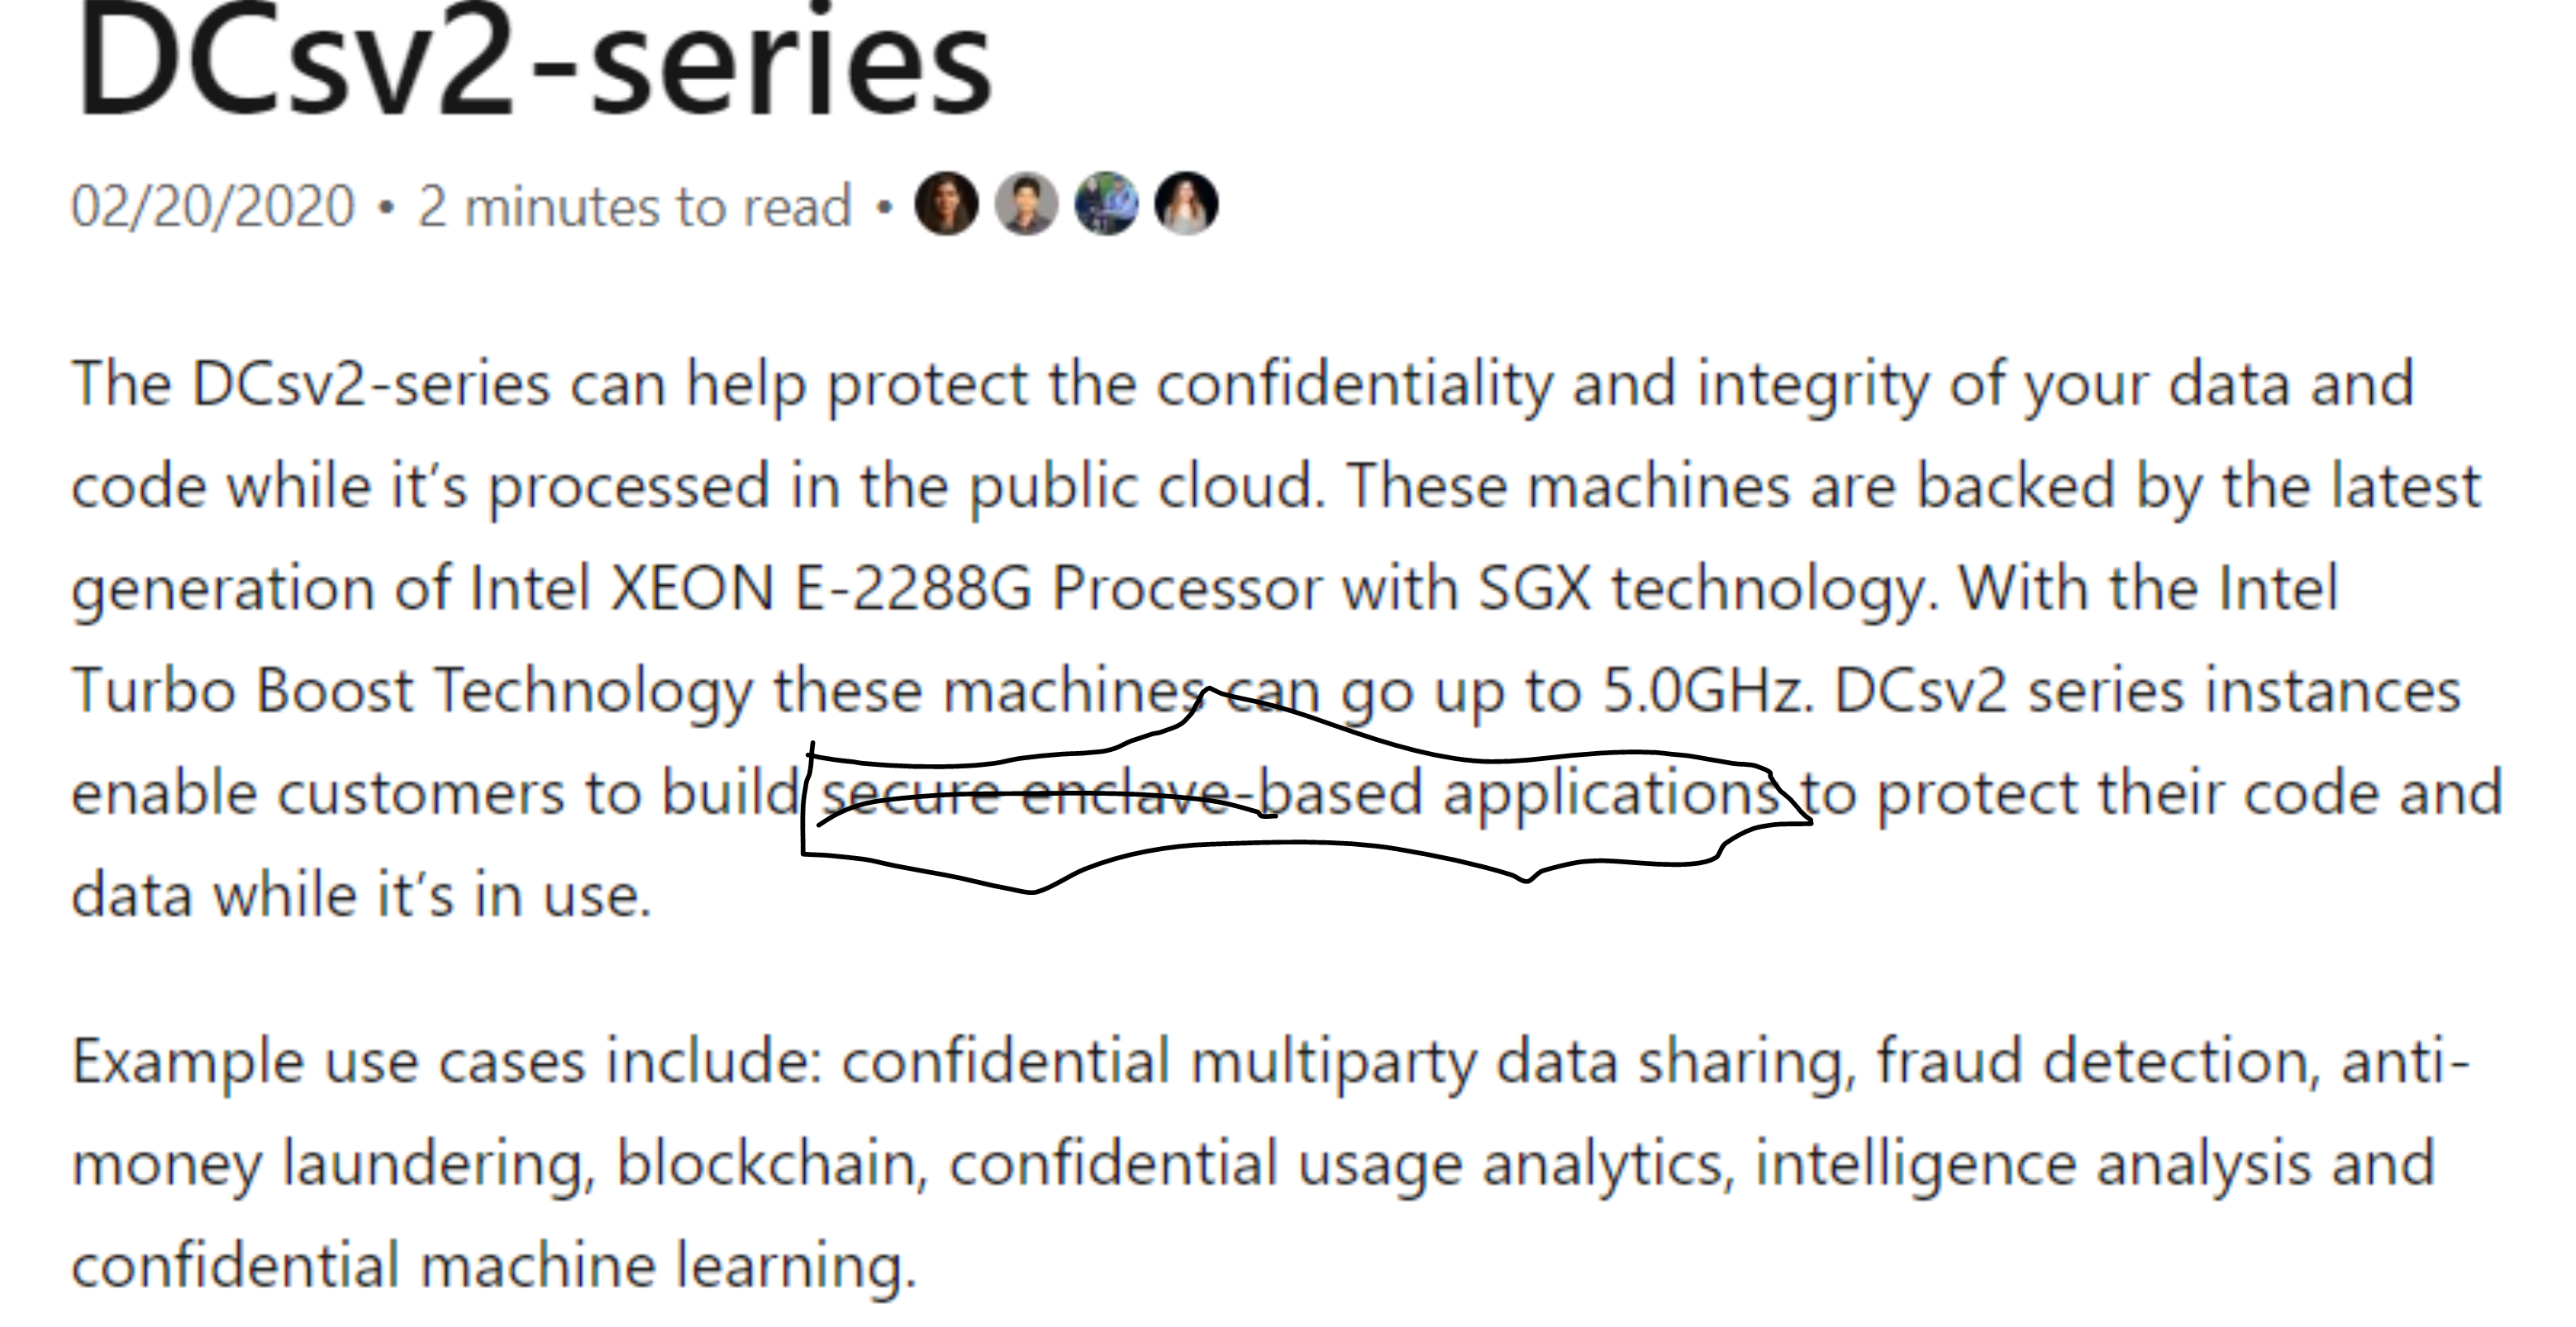 DCsv2-series
02/20/2020 • 2 minutes to read •
The DCsv2-series can help protect the confidentiality and integrity of your data and
code while it’s processed in the public cloud. These machines are backed by the latest
generation of Intel XEON E-2288G Processor with SGX technology. With the Intel
Turbo Boost Technology these machines can go up to 5.0GHz. DCsv2 series instances
enable customers to build secure enclave-based applications to protect their code and
data while it’s in use.
Example use cases include: confidential multiparty data sharing, fraud detection, anti-
money laundering, blockchain, confidential usage analytics, intelligence analysis and
confidential machine learning.